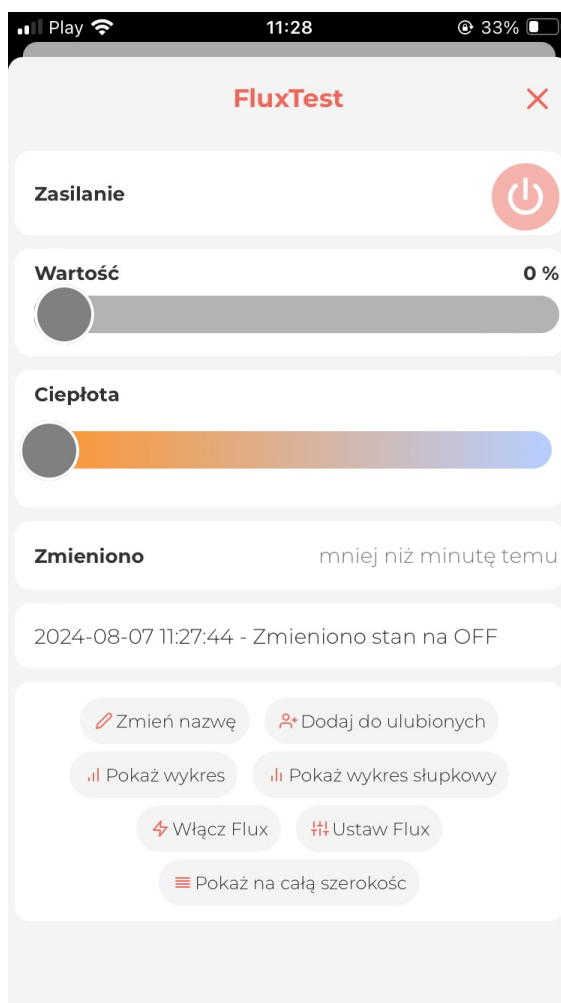 Play 11:28 33%
FluxTest
Zasilanie
Wartość 0 %
Ciepłota
Zmieniono mniej niż minutę temu
2024-08-07 11:27:44 - Zmieniono stan na OFF
Zmień nazwę Dodaj do ulubionych
Pokaż wykres Pokaż wykres słupkowy
Włącz Flux Ustaw Flux
Pokaż na całą szerokośc